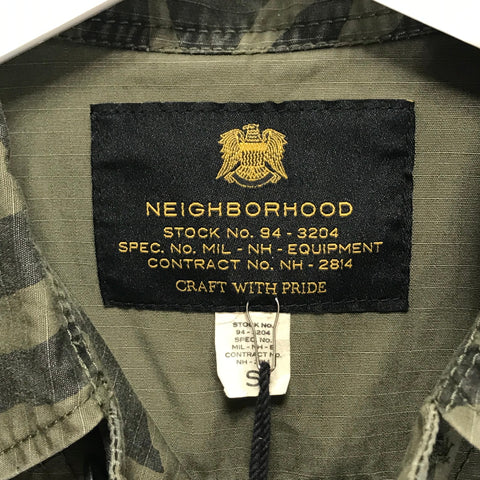 NEIGHBORHOOD
STOCK No. 94 - 3204
SPEC. No. MIL - NH - EQUIPMENT
CONTRACT No. NH - 2814
CRAFT WITH PRIDE
STOCK No.
94 - 3204
SPEC. No.
MIL - NH - E
CONTRACT No.
NH - 2814
S